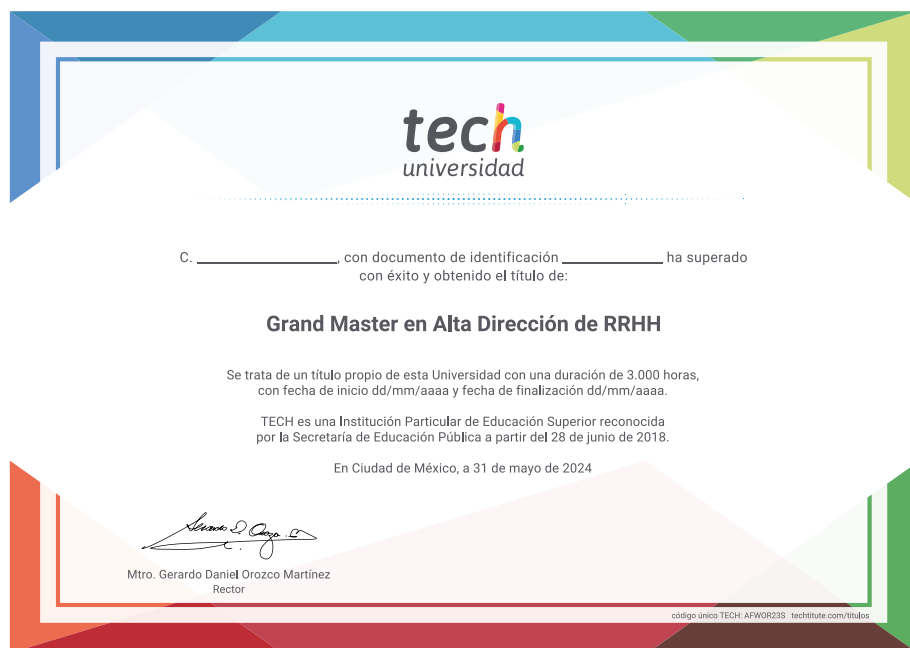 tech
universidad
C. ____________, con documento de identificación ____________ ha superado
con éxito y obtenido el título de:
Grand Master en Alta Dirección de RRHH
Se trata de un título propio de esta Universidad con una duración de 3.000 horas,
con fecha de inicio dd/mm/aaaa y fecha de finalización dd/mm/aaaa.
TECH es una Institución Particular de Educación Superior reconocida
por la Secretaría de Educación Pública a partir del 28 de junio de 2018.
En Ciudad de México, a 31 de mayo de 2024
Mtro. Gerardo Daniel Orozco Martínez
Rector
código único TECH: AFWOR23S techtitute.com/titulos